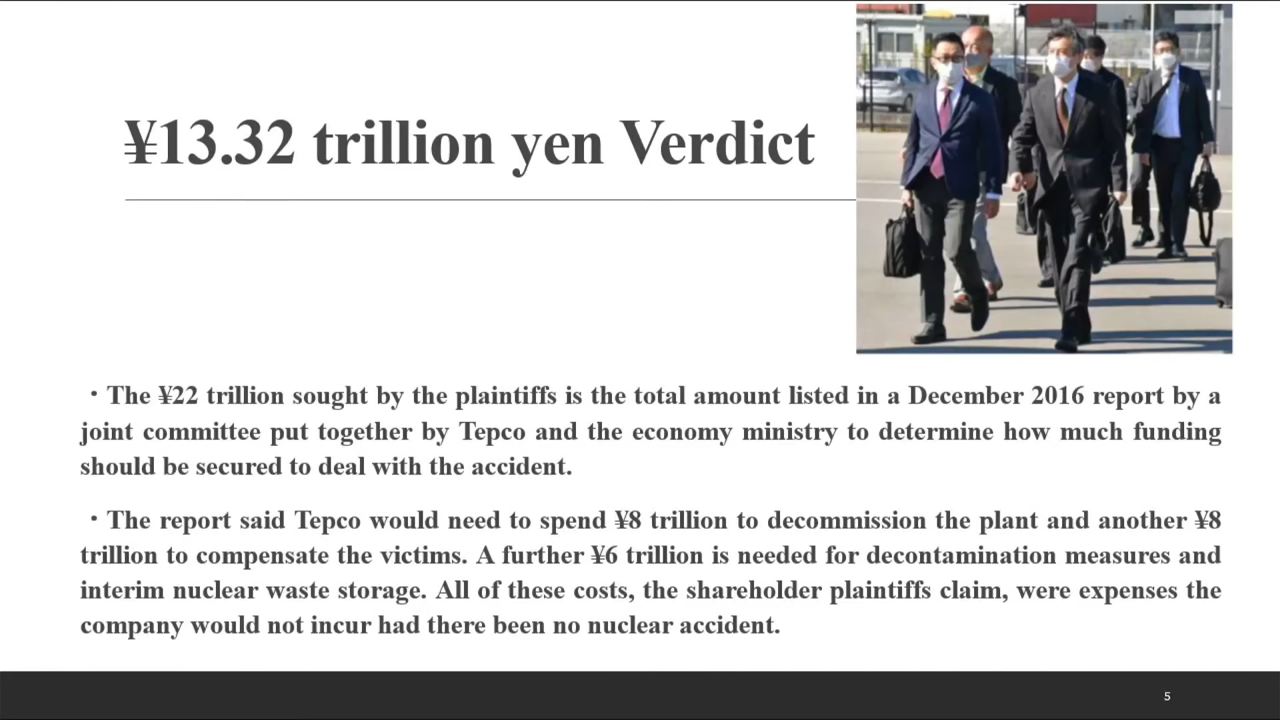 ¥13.32 trillion yen Verdict
・The ¥22 trillion sought by the plaintiffs is the total amount listed in a December 2016 report by a
joint committee put together by Tepco and the economy ministry to determine how much funding
should be secured to deal with the accident.
・The report said Tepco would need to spend ¥8 trillion to decommission the plant and another ¥8
trillion to compensate the victims. A further ¥6 trillion is needed for decontamination measures and
interim nuclear waste storage. All of these costs, the shareholder plaintiffs claim, were expenses the
company would not incur had there been no nuclear accident.
5